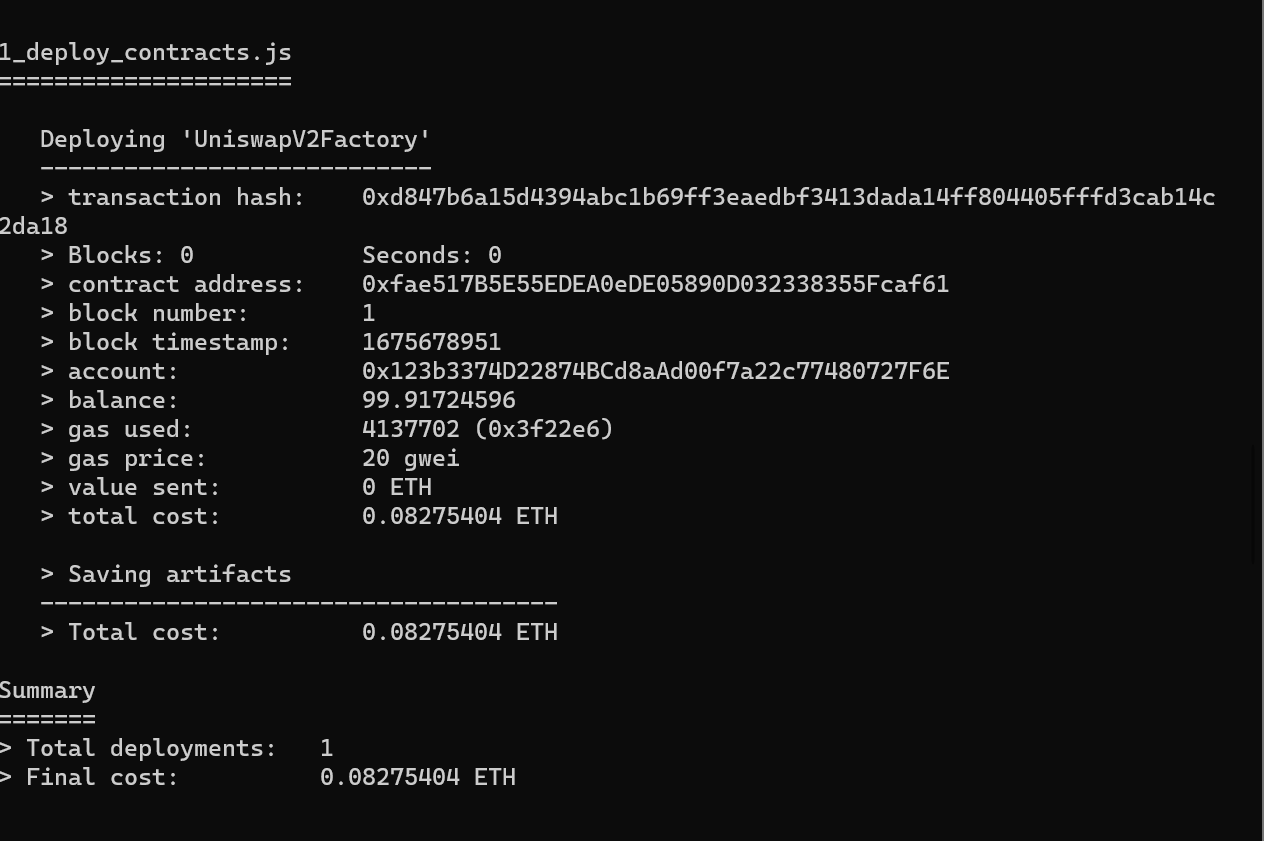 1_deploy_contracts.js
=====================
Deploying 'UniswapV2Factory'
----------------------------
> transaction hash:    0xd847b6a15d4394abc1b69ff3eaedbf3413dada14ff804405fffd3cab14c
2da18
> Blocks: 0            Seconds: 0
> contract address:    0xfae517B5E55EDEA0eDE05890D032338355Fcaf61
> block number:        1
> block timestamp:     1675678951
> account:             0x123b3374D22874BCd8aAd00f7a22c77480727F6E
> balance:             99.91724596
> gas used:            4137702 (0x3f22e6)
> gas price:           20 gwei
> value sent:          0 ETH
> total cost:          0.08275404 ETH
> Saving artifacts
-------------------------------------
> Total cost:          0.08275404 ETH
Summary
=======
> Total deployments:   1
> Final cost:          0.08275404 ETH